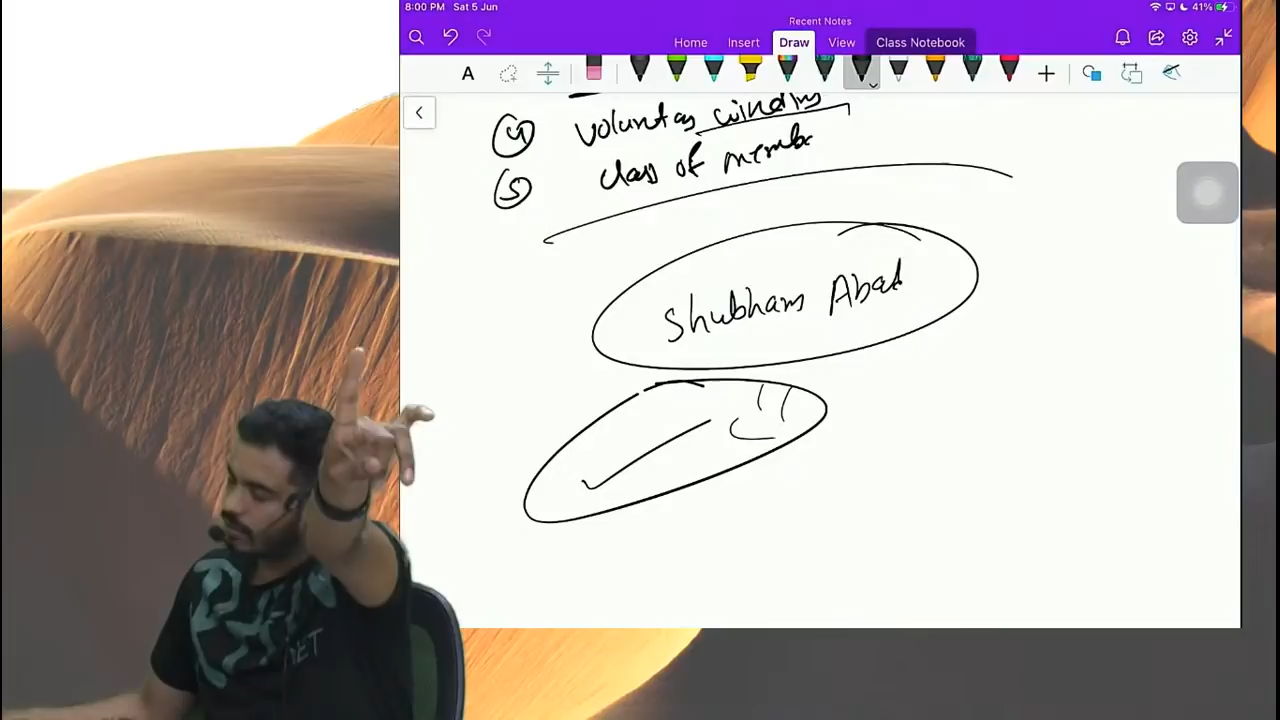 8:00 PM Sat 5 Jun
41%
Recent Notes
Home Insert Draw View Class Notebook
A
4 voluntary winding
5 class of membe
Shubham Abad